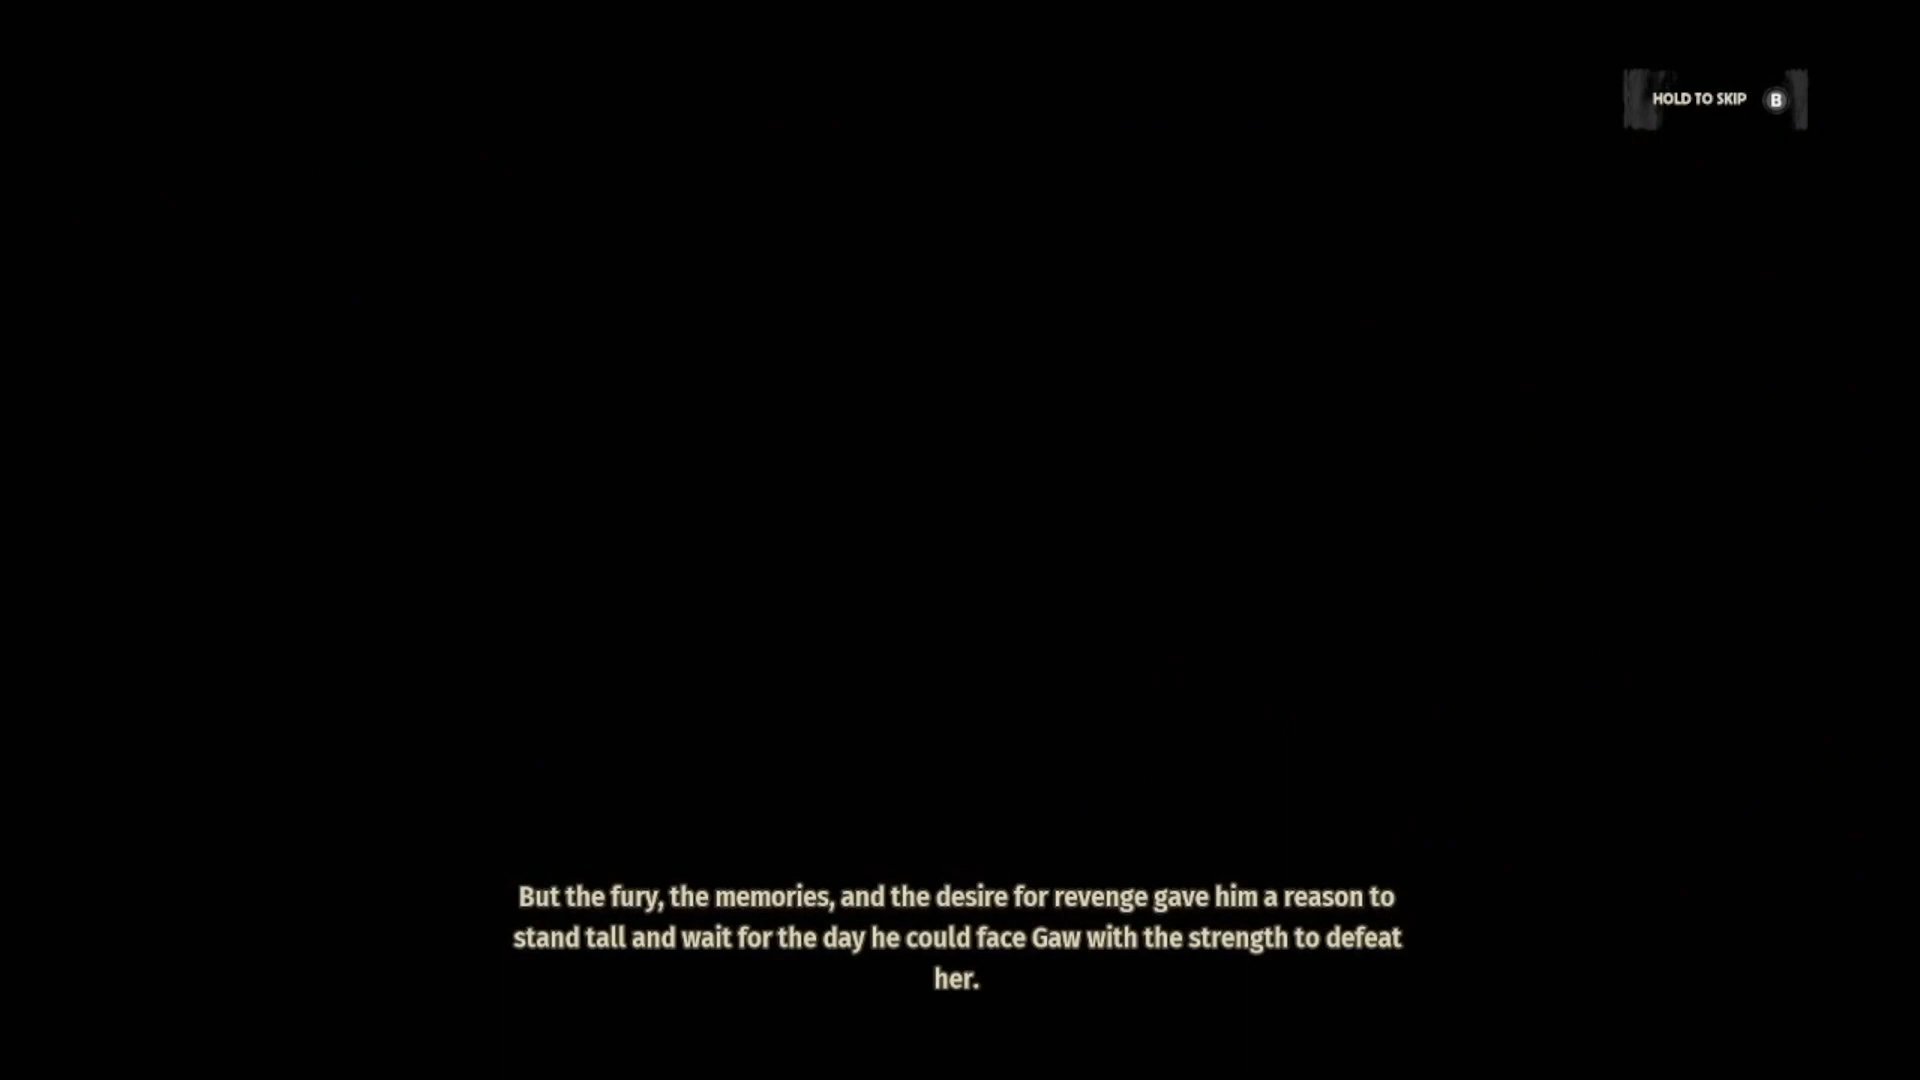 HOLD TO SKIP B
But the fury, the memories, and the desire for revenge gave him a reason to
stand tall and wait for the day he could face Gaw with the strength to defeat
her.